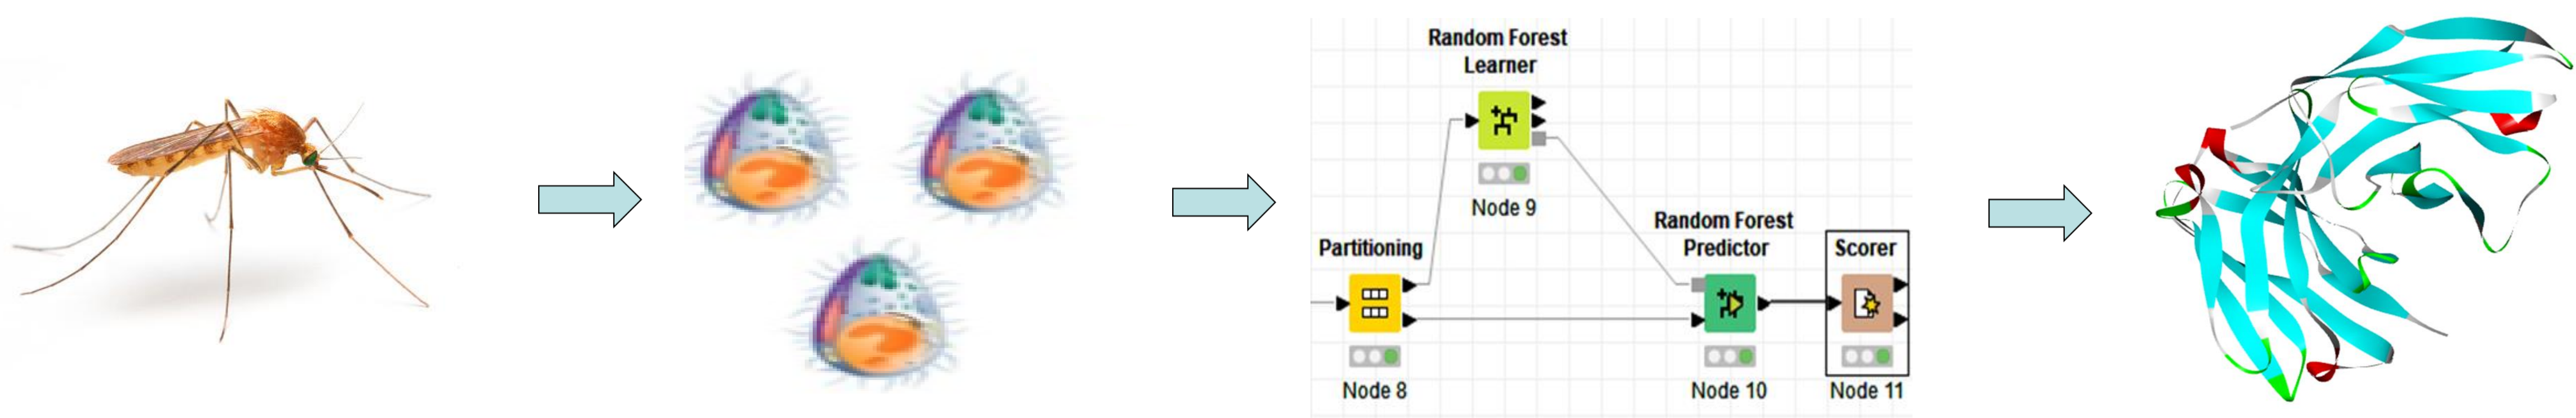 Random Forest
Learner
Node 9
Partitioning
Node 8
Random Forest
Predictor
Node 10
Scorer
Node 11